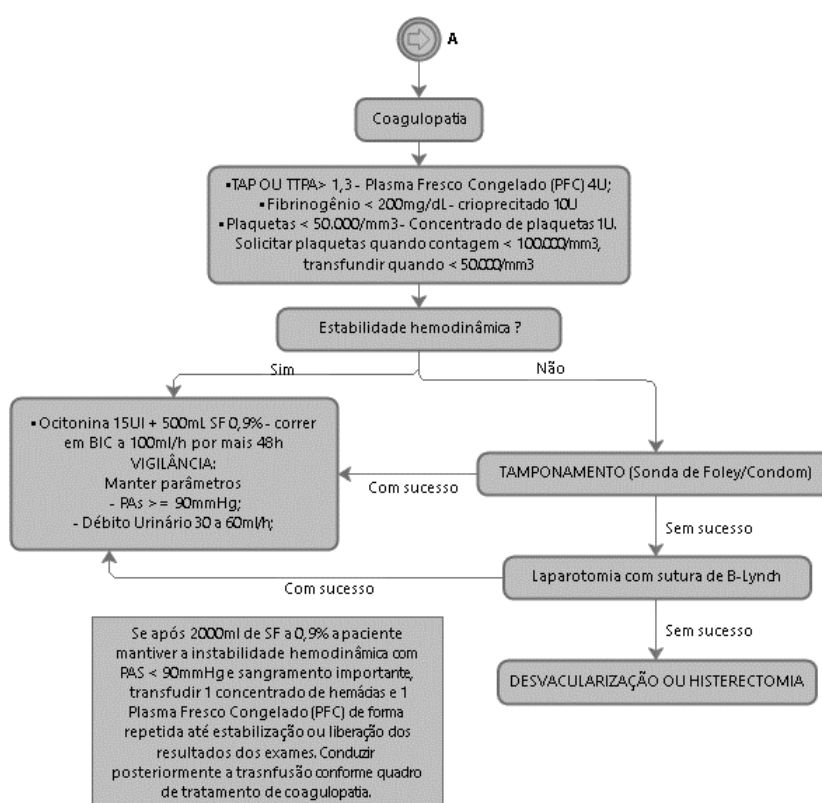 A
Coagulopatia
▪TAP OU TTPA> 1,3 - Plasma Fresco Congelado (PFC) 4U;
▪Fibrinogênio < 200mg/dL- crioprecitado 10U
▪Plaquetas < 50.000/mm3- Concentrado de plaquetas 1U.
Solicitar plaquetas quando contagem < 100.000/mm3,
transfundir quando < 50.000/mm3
Estabilidade hemodinâmica ?
Sim
Não
▪Ocitonina 15UI + 500mL SF 0,9% - correr
em BIC a 100ml/h por mais 48h
VIGILÂNCIA:
Manter parâmetros
- PAs >= 90mmHg;
- Débito Urinário 30 a 60ml/h;
Com sucesso
TAMPONAMENTO (Sonda de Foley/Condom)
Sem sucesso
Com sucesso
Laparotomia com sutura de B-Lynch
Sem sucesso
DESVACULARIZAÇÃO OU HISTERECTOMIA
Se após 2000ml de SF a 0,9% a paciente
mantiver a instabilidade hemodinâmica com
PAS < 90mmHg e sangramento importante,
transfudir 1 concentrado de hemácias e 1
Plasma Fresco Congelado (PFC) de forma
repetida até estabilização ou liberação dos
resultados dos exames. Conduzir
posteriormente a trasnfusão conforme quadro
de tratamento de coagulopatia.